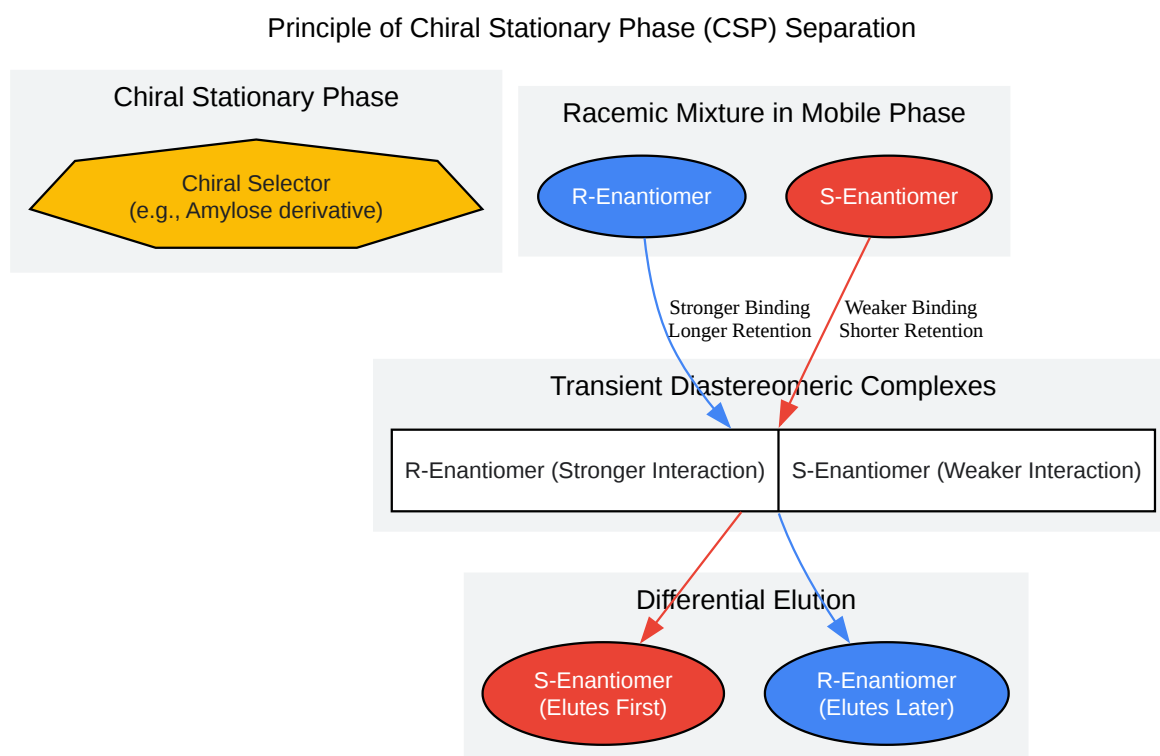 Principle of Chiral Stationary Phase (CSP) Separation
Chiral Stationary Phase
Chiral Selector
(e.g., Amylose derivative)
Racemic Mixture in Mobile Phase
R-Enantiomer
S-Enantiomer
Stronger Binding
Longer Retention
Weaker Binding
Shorter Retention
Transient Diastereomeric Complexes
R-Enantiomer (Stronger Interaction)
S-Enantiomer (Weaker Interaction)
Differential Elution
S-Enantiomer
(Elutes First)
R-Enantiomer
(Elutes Later)